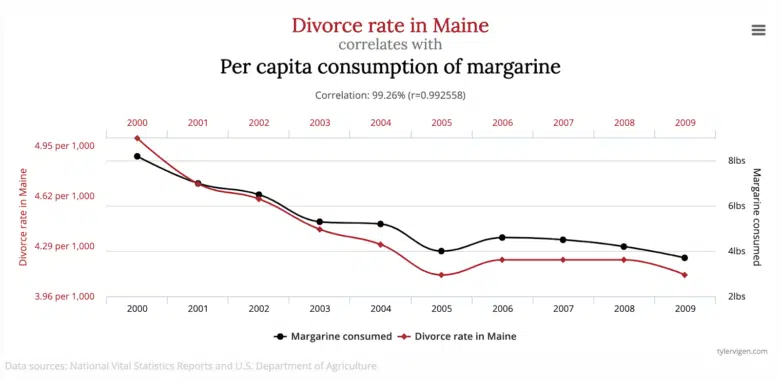 Divorce rate in Maine
correlates with
Per capita consumption of margarine
Correlation: 99.26% (r=0.992558)
2000 2001 2002 2003 2004 2005 2006 2007 2008 2009
Divorce rate in Maine
4.95 per 1,000
4.62 per 1,000
4.29 per 1,000
3.96 per 1,000
8lbs
6lbs
4lbs
2lbs
Margarine consumed
2000 2001 2002 2003 2004 2005 2006 2007 2008 2009
Margarine consumed Divorce rate in Maine
tylervigen.com
Data sources: National Vital Statistics Reports and U.S. Department of Agriculture